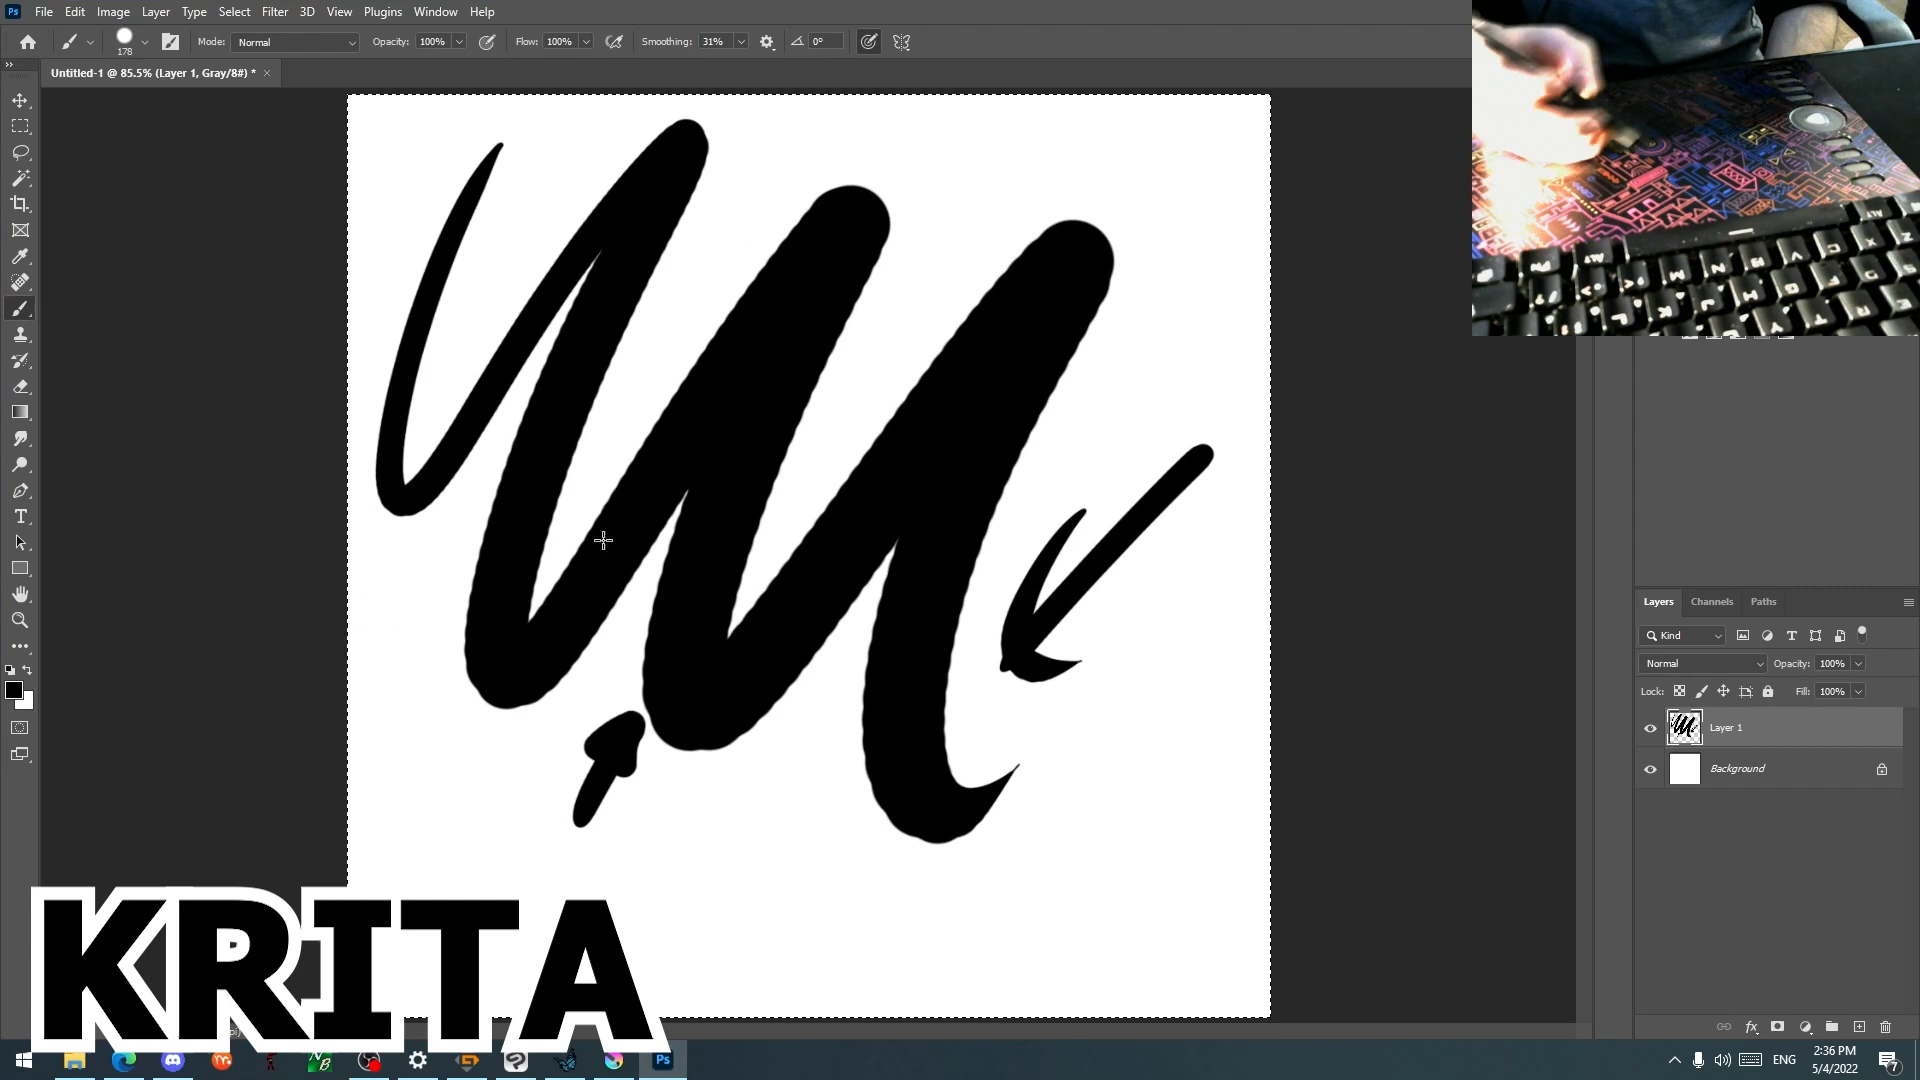 Ps File Edit Image Layer Type Select Filter 3D View Plugins Window Help
178 Mode: Normal Opacity: 100% Flow: 100% Smoothing: 31% 0°
Untitled-1 @ 85.5% (Layer 1, Gray/8#) * ×
Layers Channels Paths
Kind
Normal Opacity: 100%
Lock: Fill: 100%
Layer 1
Background
KRITA
ENG
2:36 PM
5/4/2022
7
Ps